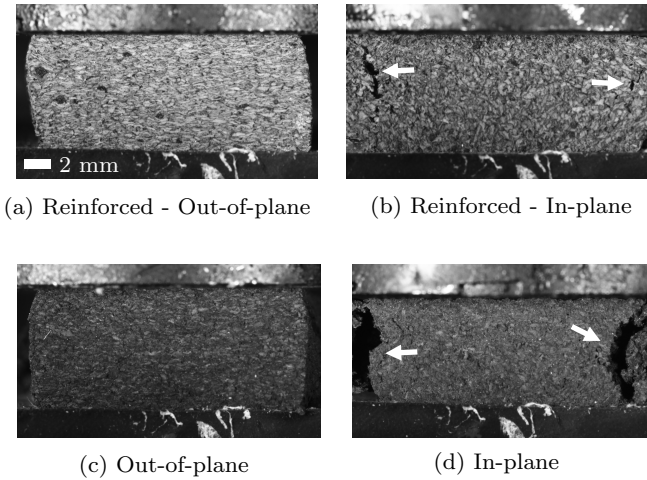 2 mm
(a) Reinforced - Out-of-plane
(b) Reinforced - In-plane
(c) Out-of-plane
(d) In-plane